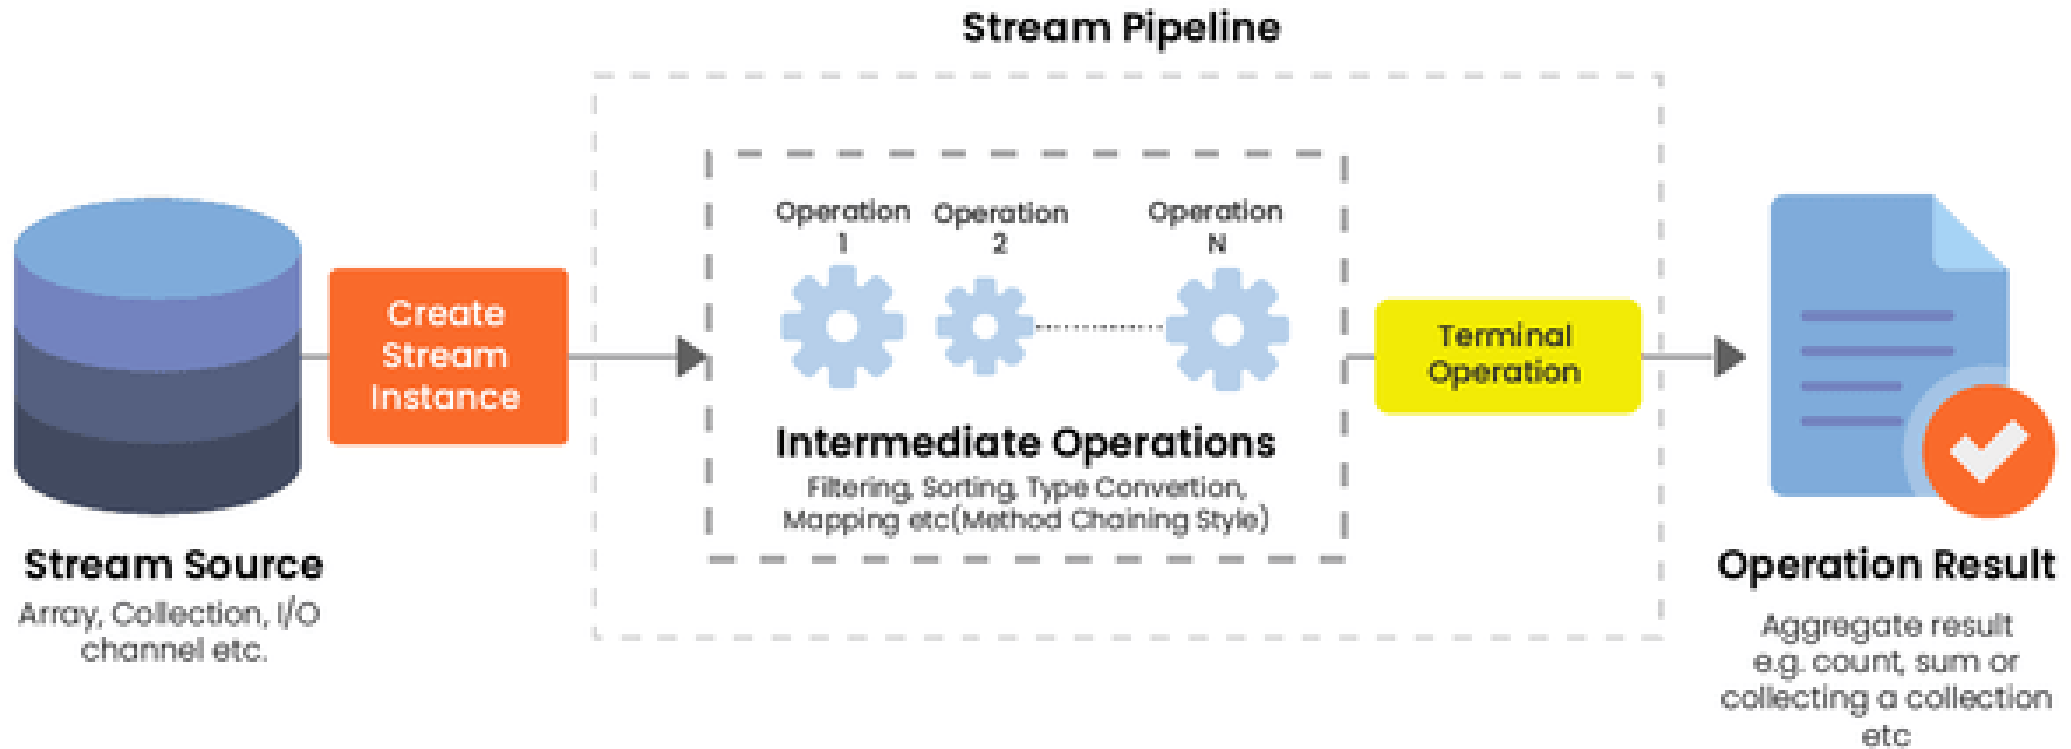 Stream Pipeline
Operation
1
Operation
2
Operation
N
Create
Stream
Instance
Terminal
Operation
Intermediate Operations
Filtering, Sorting, Type Convertion,
Mapping etc(Method Chaining Style)
Stream Source
Array, Collection, I/O
channel etc.
Operation Result
Aggregate result
e.g. count, sum or
collecting a collection
etc